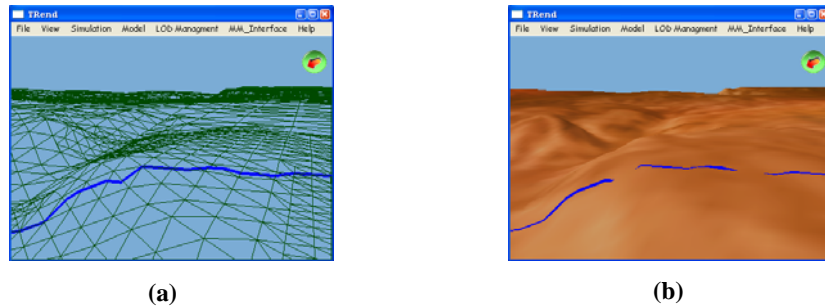 TRend
File View Simulation Model LOD Managment MM_Interface Help
TRend
File View Simulation Model LOD Managment MM_Interface Help
(a)
(b)